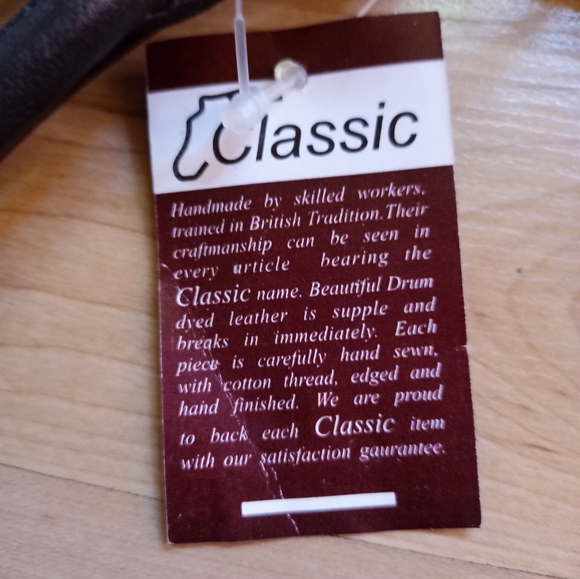 Classic
Handmade by skilled workers.
trained in British Tradition.Their
craftmanship can be seen in
every article bearing the
Classic name. Beautiful Drum
dyed leather is supple and
breaks in immediately. Each
piece is carefully hand sewn,
with cotton thread, edged and
hand finished. We are proud
to back each Classic item
with our satisfaction gaurantee.